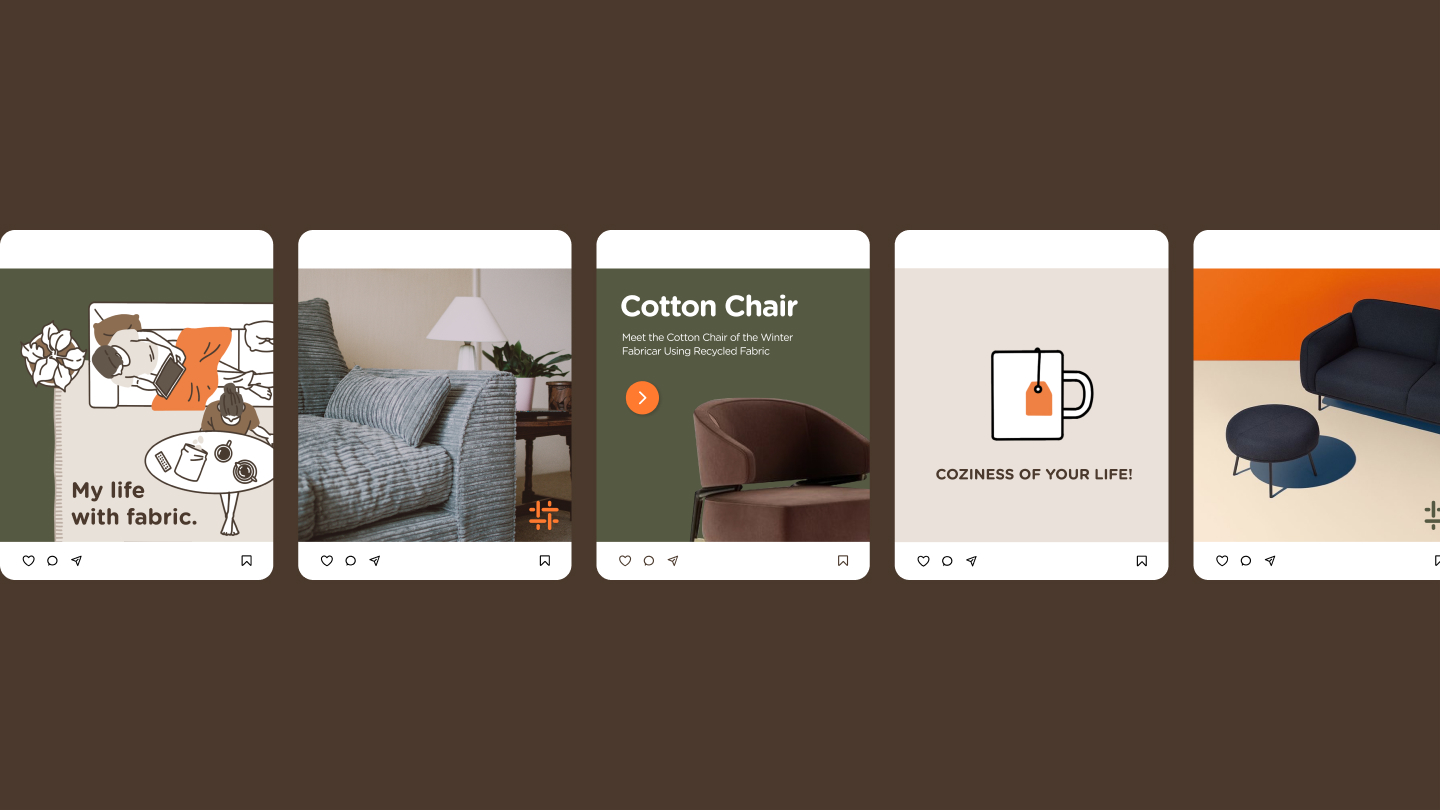 My life
with fabric.
Cotton Chair
Meet the Cotton Chair of the Winter
Fabricar Using Recycled Fabric
COZINESS OF YOUR LIFE!